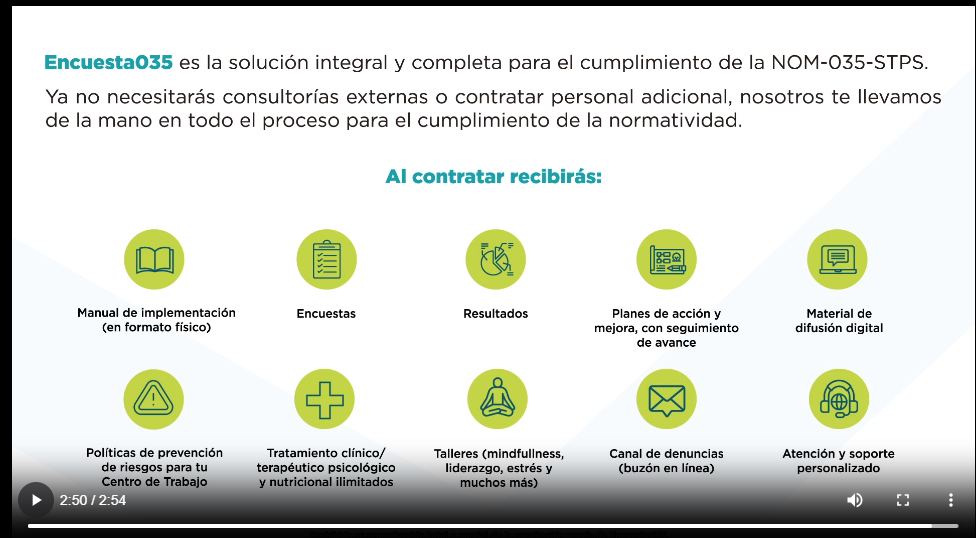 Encuesta035 es la solución integral y completa para el cumplimiento de la NOM-035-STPS.
Ya no necesitarás consultorías externas o contratar personal adicional, nosotros te llevamos
de la mano en todo el proceso para el cumplimiento de la normatividad.
Al contratar recibirás:
Manual de implementación
(en formato físico)
Encuestas
Resultados
Planes de acción y
mejora, con seguimiento
de avance
Material de
difusión digital
Políticas de prevención
de riesgos para tu
Centro de Trabajo
Tratamiento clínico/
terapéutico psicológico
y nutricional ilimitados
Talleres (mindfullness,
liderazgo, estrés y
muchos más)
Canal de denuncias
(buzón en línea)
Atención y soporte
personalizado
2:50 / 2:54